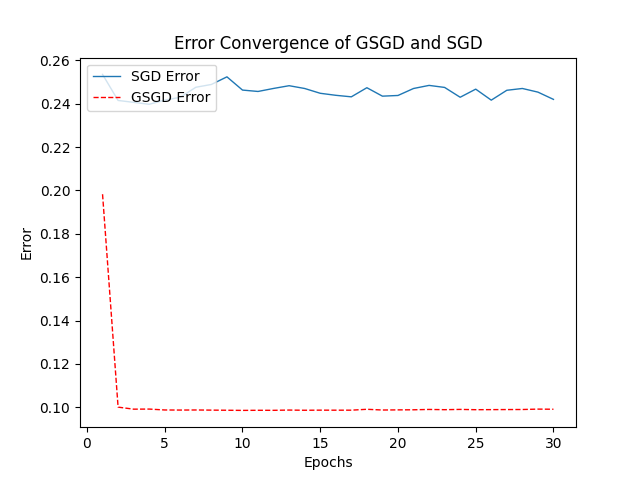 Error Convergence of GSGD and SGD
SGD Error
GSGD Error
0.26
0.24
0.22
0.20
0.18
0.16
0.14
0.12
0.10
Error
0 5 10 15 20 25 30
Epochs